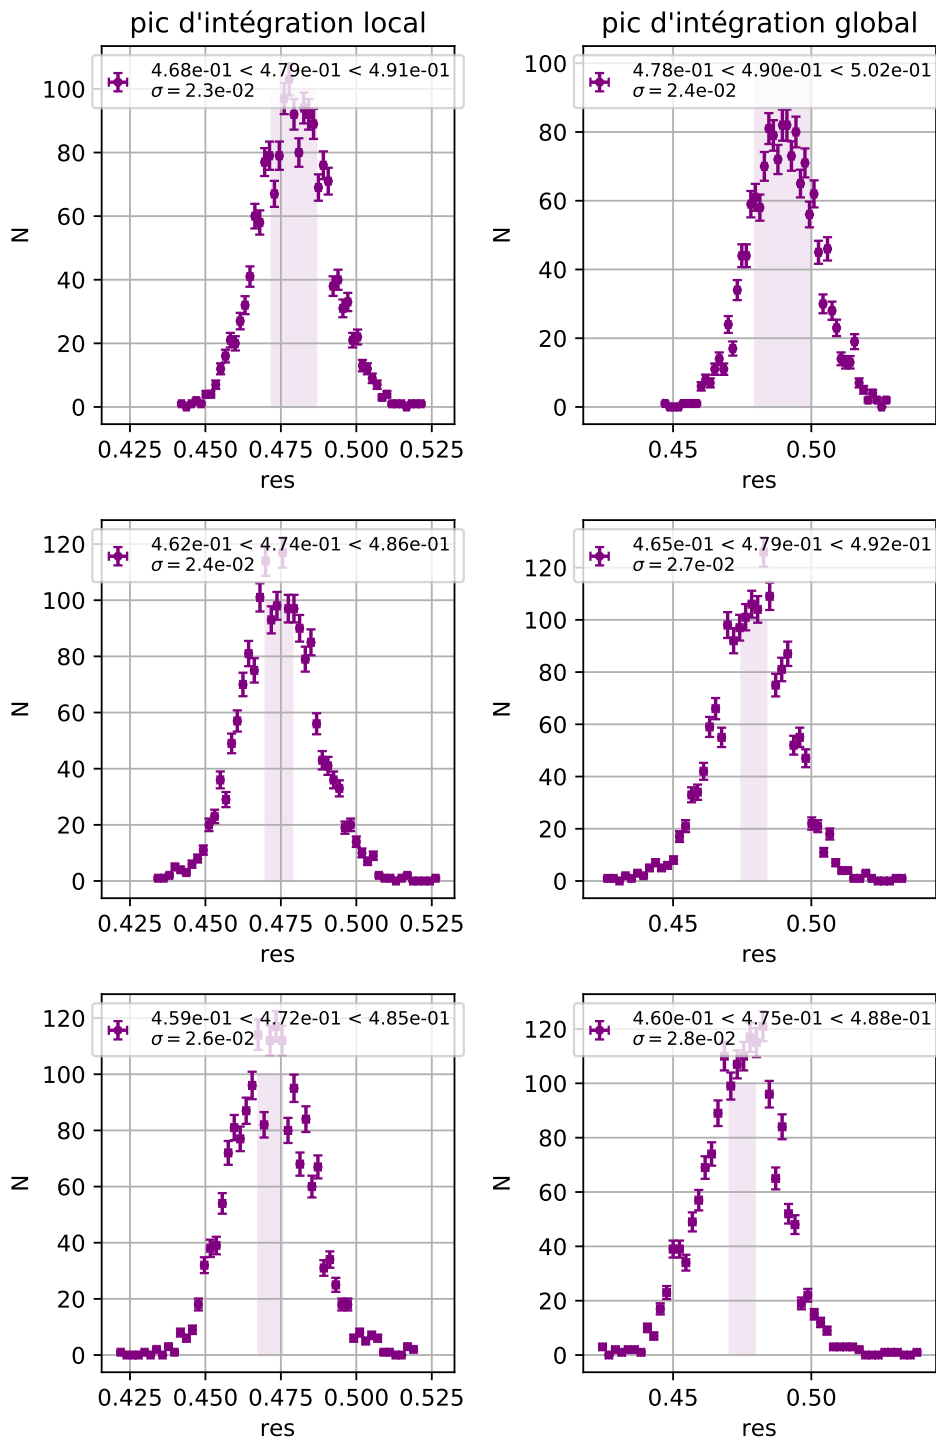 pic d'intégration local
pic d'intégration global
4.68e-01 < 4.79e-01 < 4.91e-01
σ = 2.3e-02
100
80
60
40
20
0
N
0.425 0.450 0.475 0.500 0.525
res
4.78e-01 < 4.90e-01 < 5.02e-01
σ = 2.4e-02
100
80
60
40
20
0
N
0.45 0.50
res
4.62e-01 < 4.74e-01 < 4.86e-01
σ = 2.4e-02
120
100
80
60
40
20
0
N
0.425 0.450 0.475 0.500 0.525
res
4.65e-01 < 4.79e-01 < 4.92e-01
σ = 2.7e-02
120
100
80
60
40
20
0
N
0.45 0.50
res
4.59e-01 < 4.72e-01 < 4.85e-01
σ = 2.6e-02
120
100
80
60
40
20
0
N
0.425 0.450 0.475 0.500 0.525
res
4.60e-01 < 4.75e-01 < 4.88e-01
σ = 2.8e-02
120
100
80
60
40
20
0
N
0.45 0.50
res